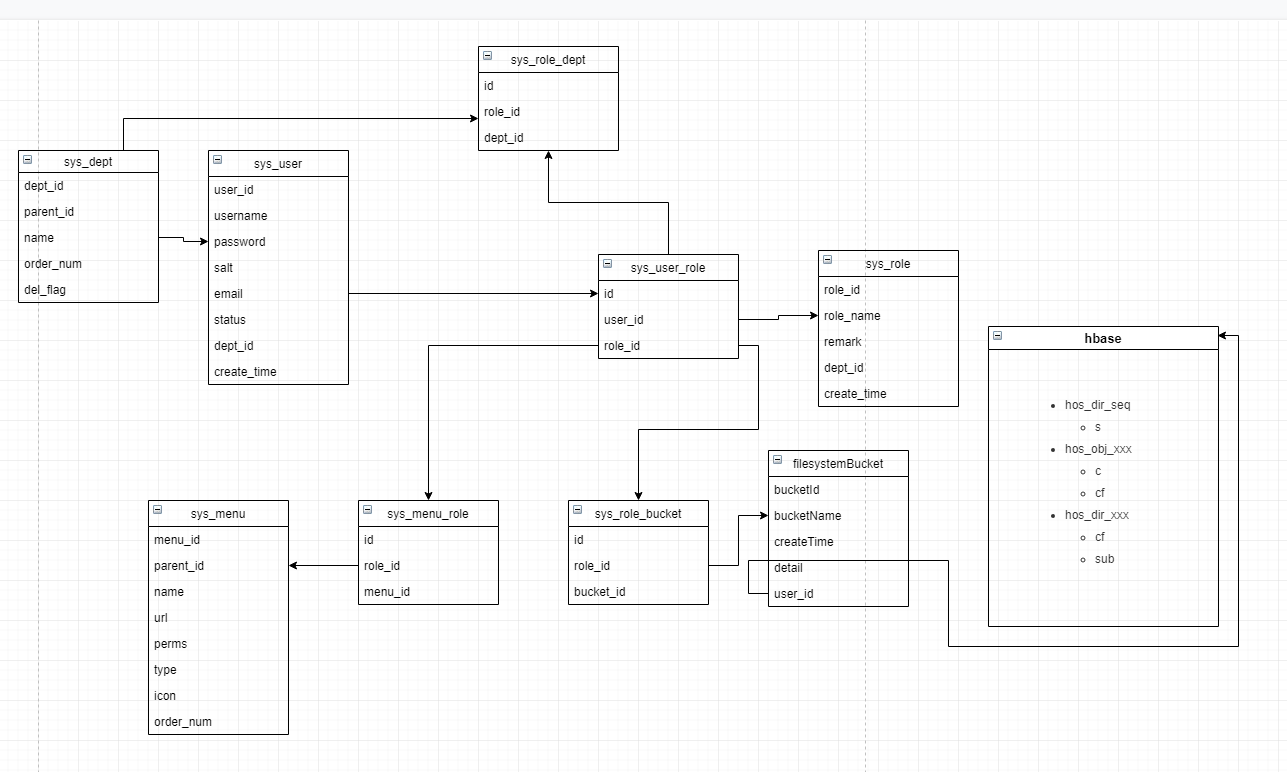 sys_role_dept
id
role_id
dept_id
sys_dept
dept_id
parent_id
name
order_num
del_flag
sys_user
user_id
username
password
salt
email
status
dept_id
create_time
sys_user_role
id
user_id
role_id
sys_role
role_id
role_name
remark
dept_id
create_time
hbase
hos_dir_seq
s
hos_obj_xxx
c
cf
hos_dir_xxx
cf
sub
sys_menu
menu_id
parent_id
name
url
perms
type
icon
order_num
sys_menu_role
id
role_id
menu_id
sys_role_bucket
id
role_id
bucket_id
filesystemBucket
bucketId
bucketName
createTime
detail
user_id